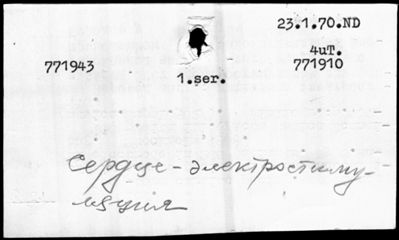 23.1.70.ND
4uT.
771943
771910
1.ser.
Сердце - электростиму-
ляция